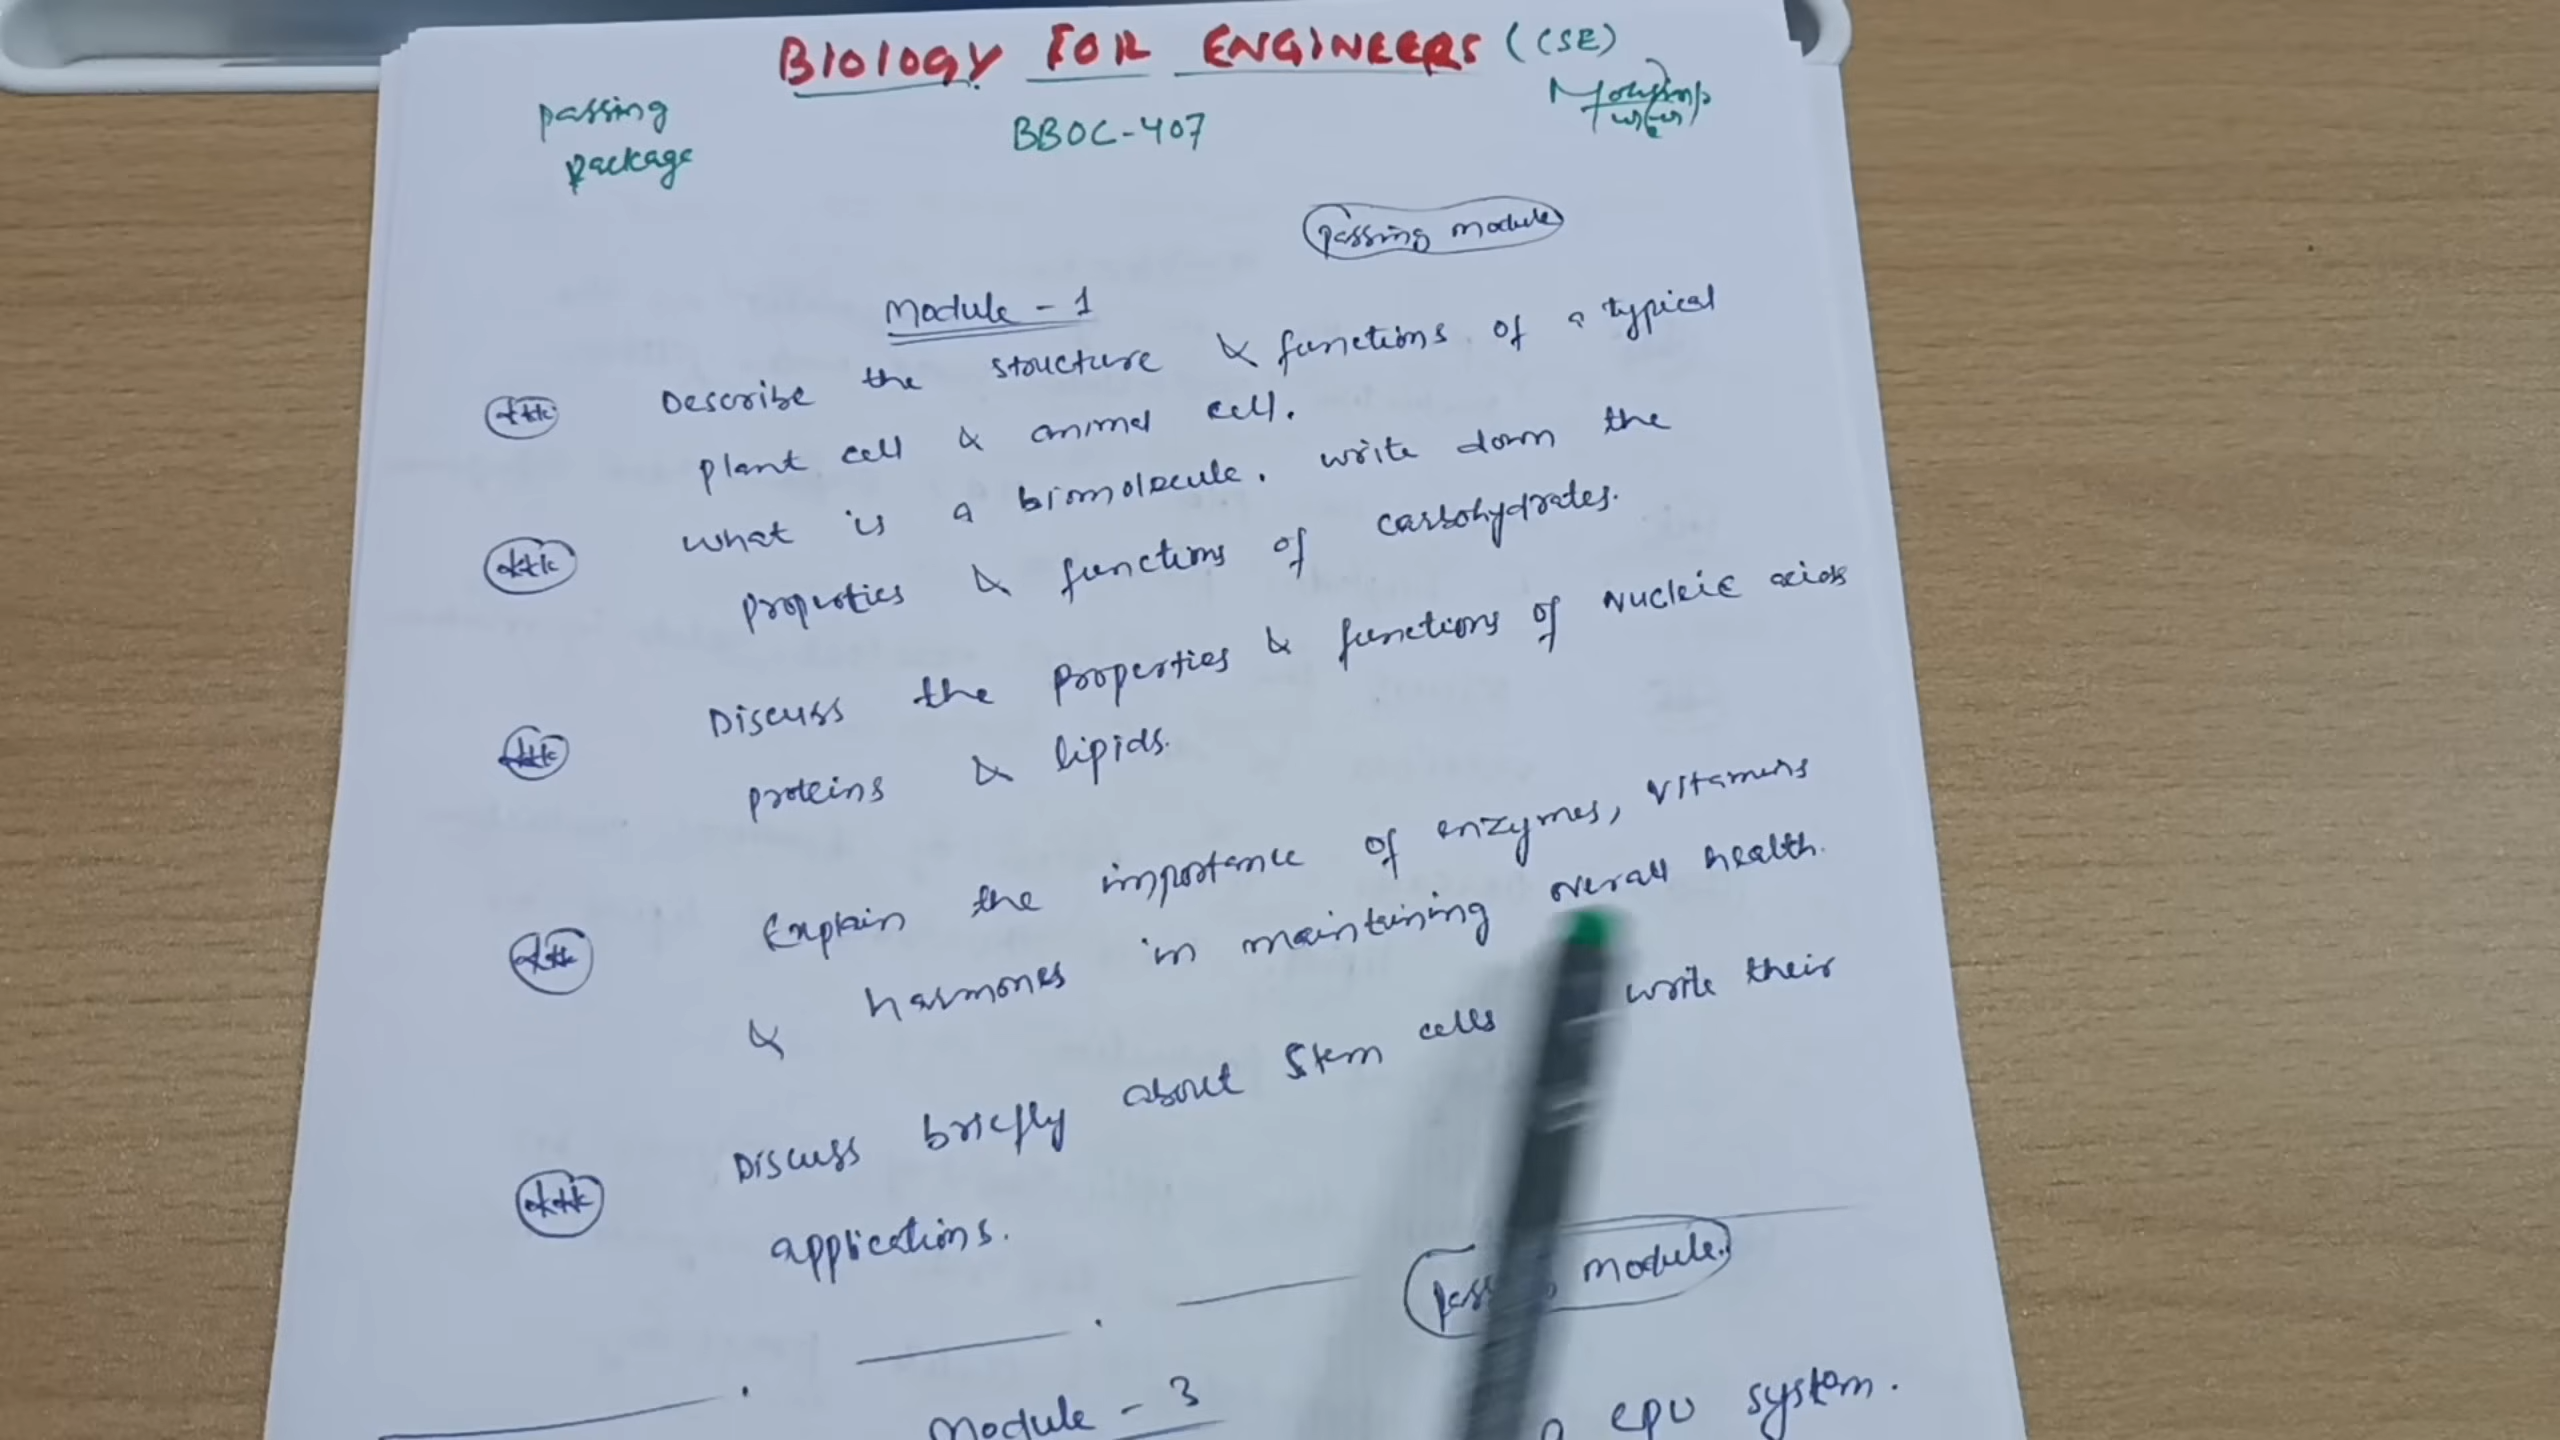 BIOLOGY FOR ENGINEERS (CSE)
passing
package
BBOC-407
passing module
Module - 1
*** Describe the structure & functions of a typical
plant cell & animal cell.
*** what is a biomolecule. write down the
properties & functions of carbohydrates.
*** Discuss the properties & functions of Nucleic acids
proteins & lipids.
*** Explain the importance of enzymes, vitamins
& harmones in maintaining overall health.
*** Discuss briefly about Stem cells write their
applications.
module.
Module - 3
CPU system.